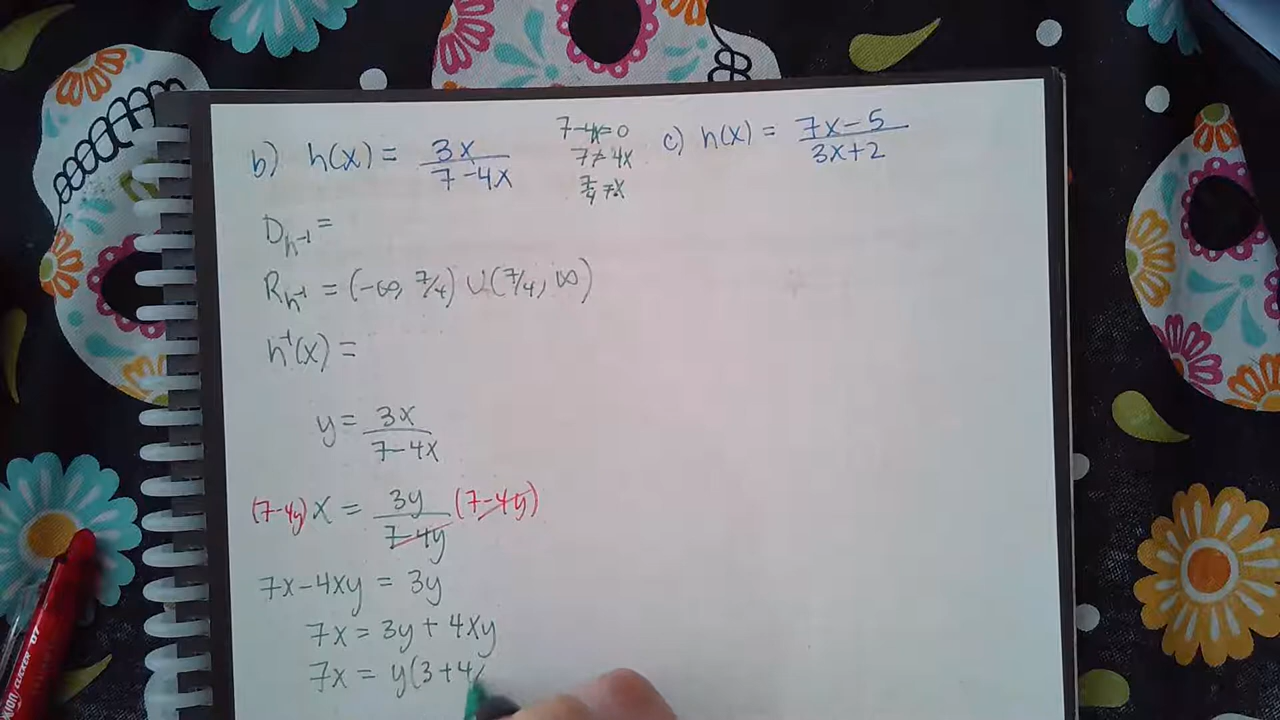 b) h(x) = 3x / 7-4x
7-4x=0
7≠4x
7/4≠x
c) h(x) = 7x-5 / 3x+2
D_h⁻¹ =
R_h⁻¹ = (-∞, 7/4) ∪ (7/4, ∞)
h⁻¹(x) =
y = 3x / 7-4x
(7-4y) x = 3y / 7-4y (7-4y)
7x-4xy = 3y
7x = 3y + 4xy
7x = y(3+4